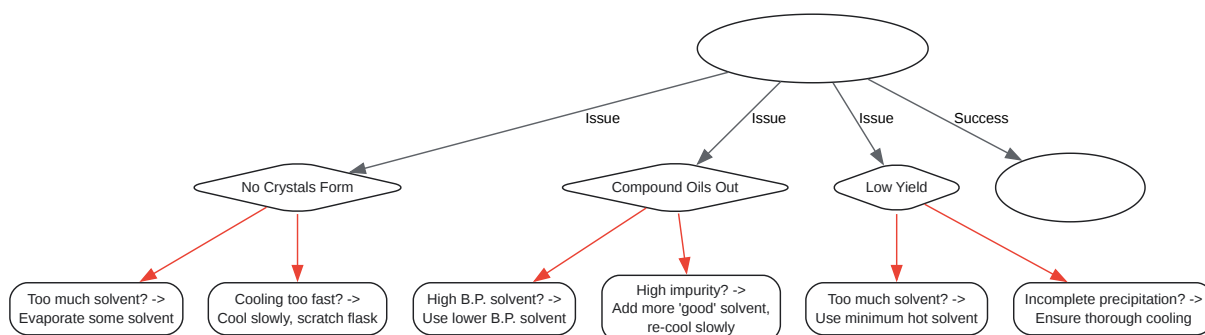 Issue
Issue
Issue
Success
No Crystals Form
Compound Oils Out
Low Yield
Too much solvent? ->
Evaporate some solvent
Cooling too fast? ->
Cool slowly, scratch flask
High B.P. solvent? ->
Use lower B.P. solvent
High impurity? ->
Add more 'good' solvent,
re-cool slowly
Too much solvent? ->
Use minimum hot solvent
Incomplete precipitation? ->
Ensure thorough cooling